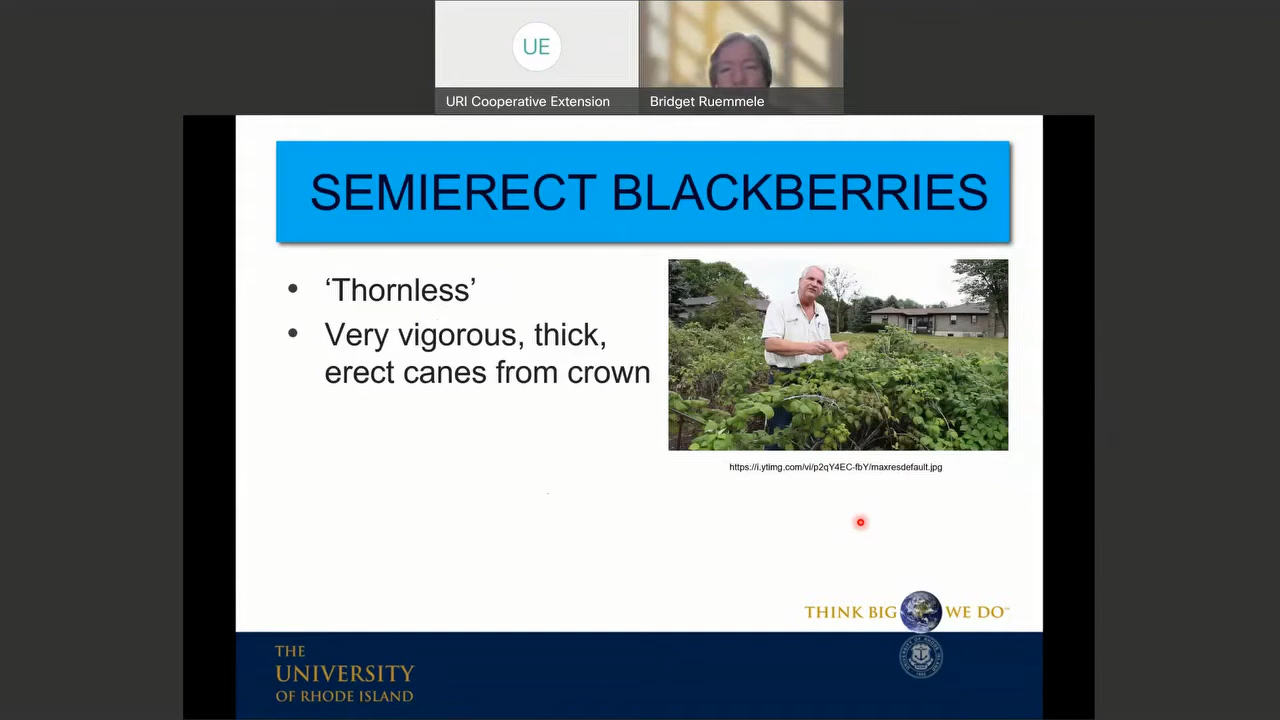 UE
URI Cooperative Extension
Bridget Ruemmele
SEMIERECT BLACKBERRIES
• ‘Thornless’
• Very vigorous, thick,
erect canes from crown
https://i.ytimg.com/vi/p2qY4EC-fbY/maxresdefault.jpg
THINK BIG WE DO™
THE
UNIVERSITY
OF RHODE ISLAND